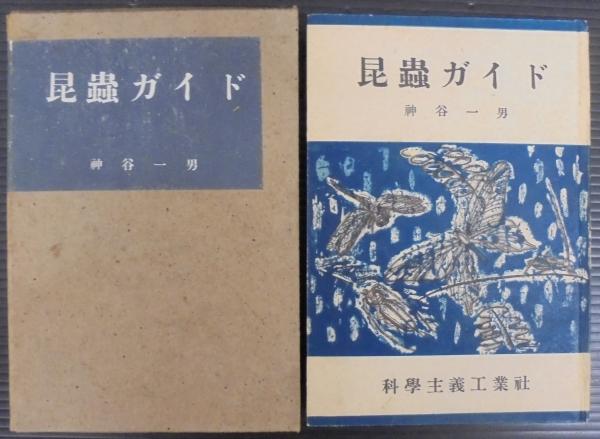 昆蟲ガイド
神谷一男
昆蟲ガイド
神谷一男
科學主義工業社